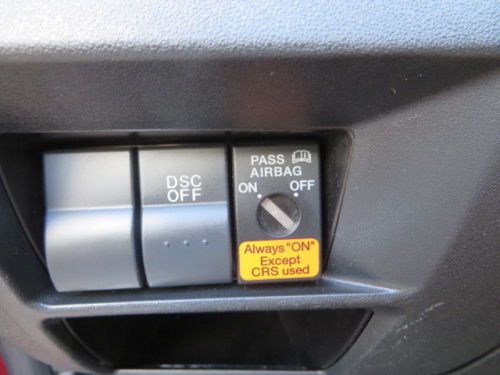 DSC
OFF
PASS
AIRBAG
ON OFF
Always "ON"
Except
CRS used